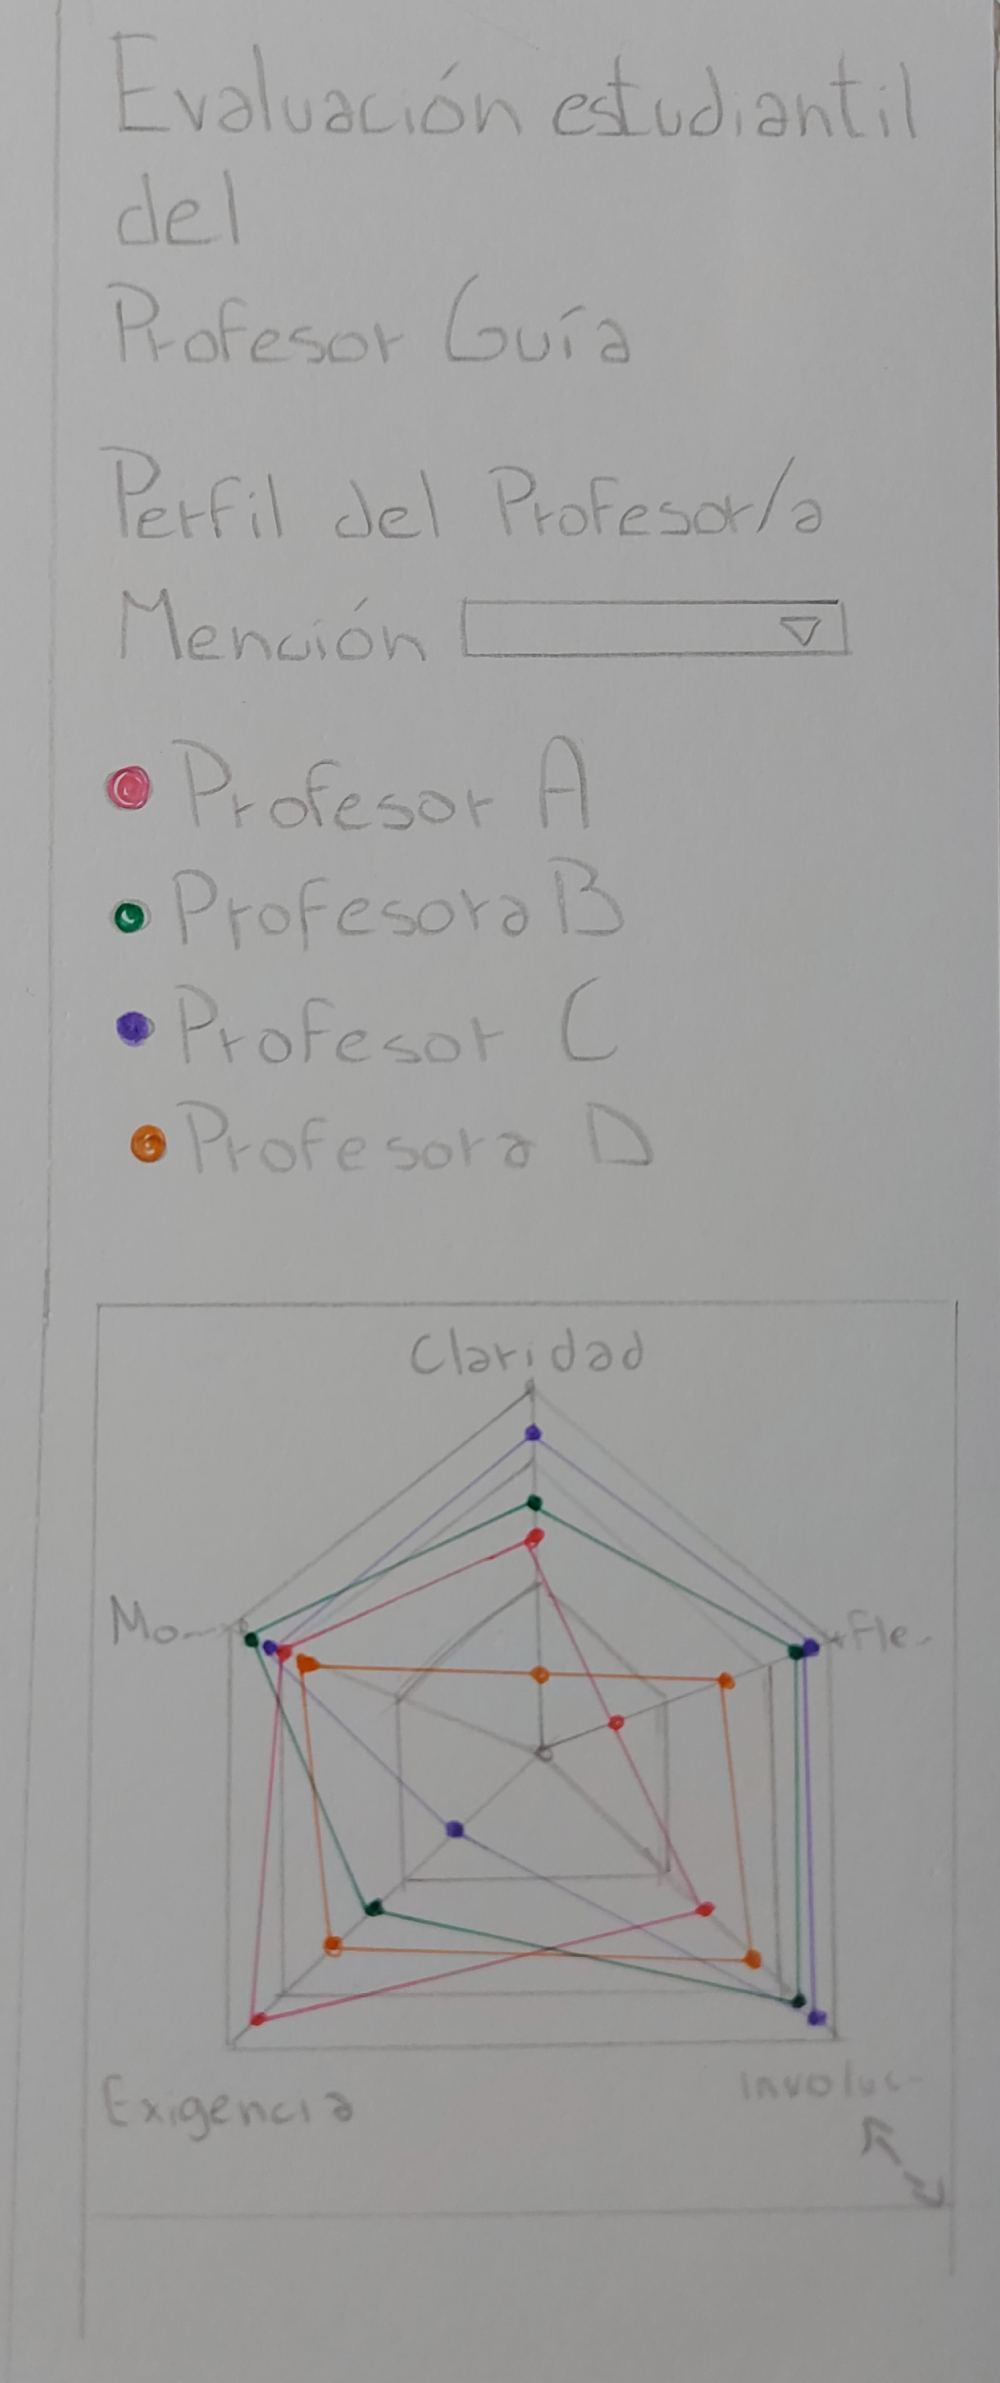 Evaluación estudiantil
del
Profesor Guía
Perfil del Profesor/a
Mención
Profesor A
Profesora B
Profesor C
Profesora D
Claridad
Mo-
Fle-
Exigencia
Involuc-